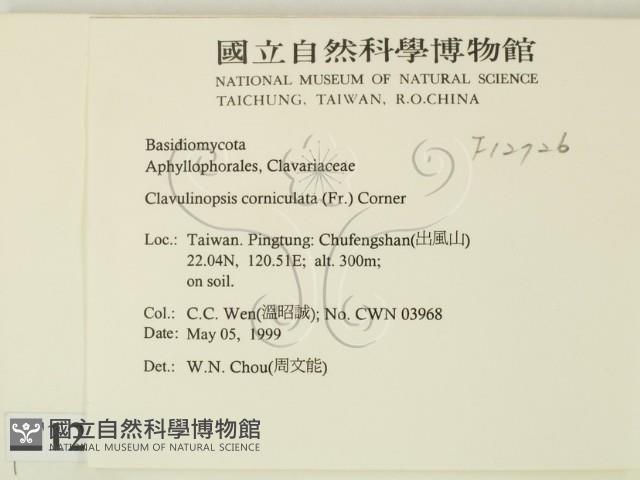 國立自然科學博物館
NATIONAL MUSEUM OF NATURAL SCIENCE
TAICHUNG, TAIWAN, R.O.CHINA
F12726
Basidiomycota
Aphyllophorales, Clavariaceae
Clavulinopsis corniculata (Fr.) Corner
Loc.: Taiwan. Pingtung: Chufengshan(出風山)
22.04N, 120.51E; alt. 300m;
on soil.
Col.: C.C. Wen(溫昭誠); No. CWN 03968
Date: May 05, 1999
Det.: W.N. Chou(周文能)
12
國立自然科學博物館
NATIONAL MUSEUM OF NATURAL SCIENCE